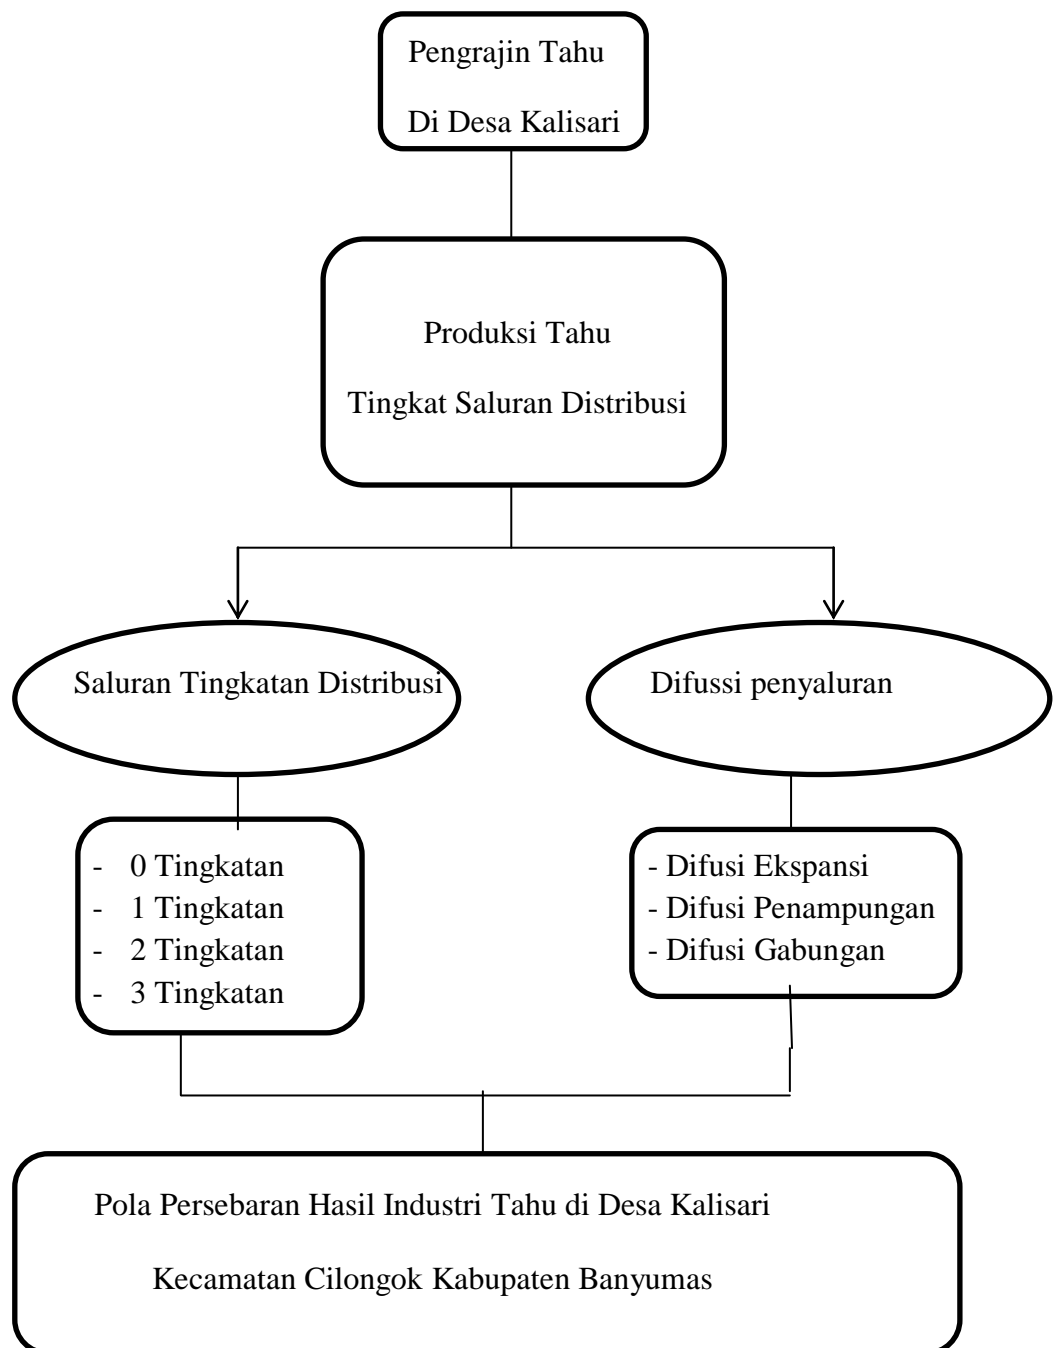 Pengrajin Tahu
Di Desa Kalisari
Produksi Tahu
Tingkat Saluran Distribusi
Saluran Tingkatan Distribusi
Difussi penyaluran
- 0 Tingkatan
- 1 Tingkatan
- 2 Tingkatan
- 3 Tingkatan
- Difusi Ekspansi
- Difusi Penampungan
- Difusi Gabungan
Pola Persebaran Hasil Industri Tahu di Desa Kalisari
Kecamatan Cilongok Kabupaten Banyumas